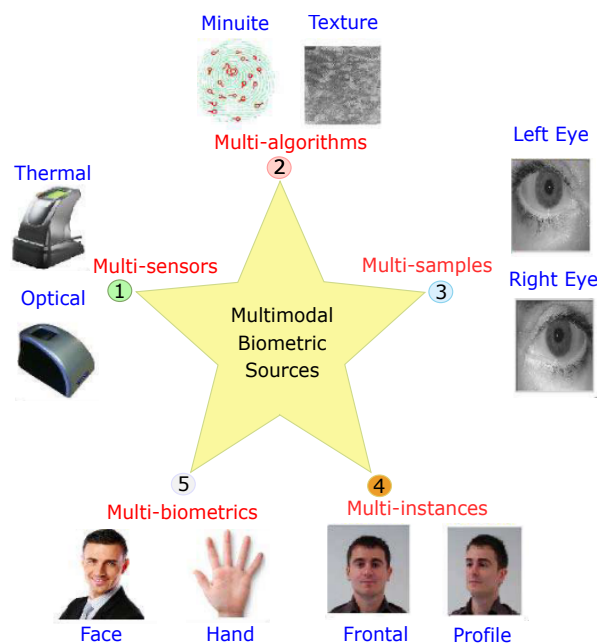 Minuite
Texture
Multi-algorithms
2
Left Eye
Thermal
Multi-sensors
1
Multi-samples
3
Right Eye
Optical
Multimodal
Biometric
Sources
5
Multi-biometrics
4
Multi-instances
Face
Hand
Frontal
Profile